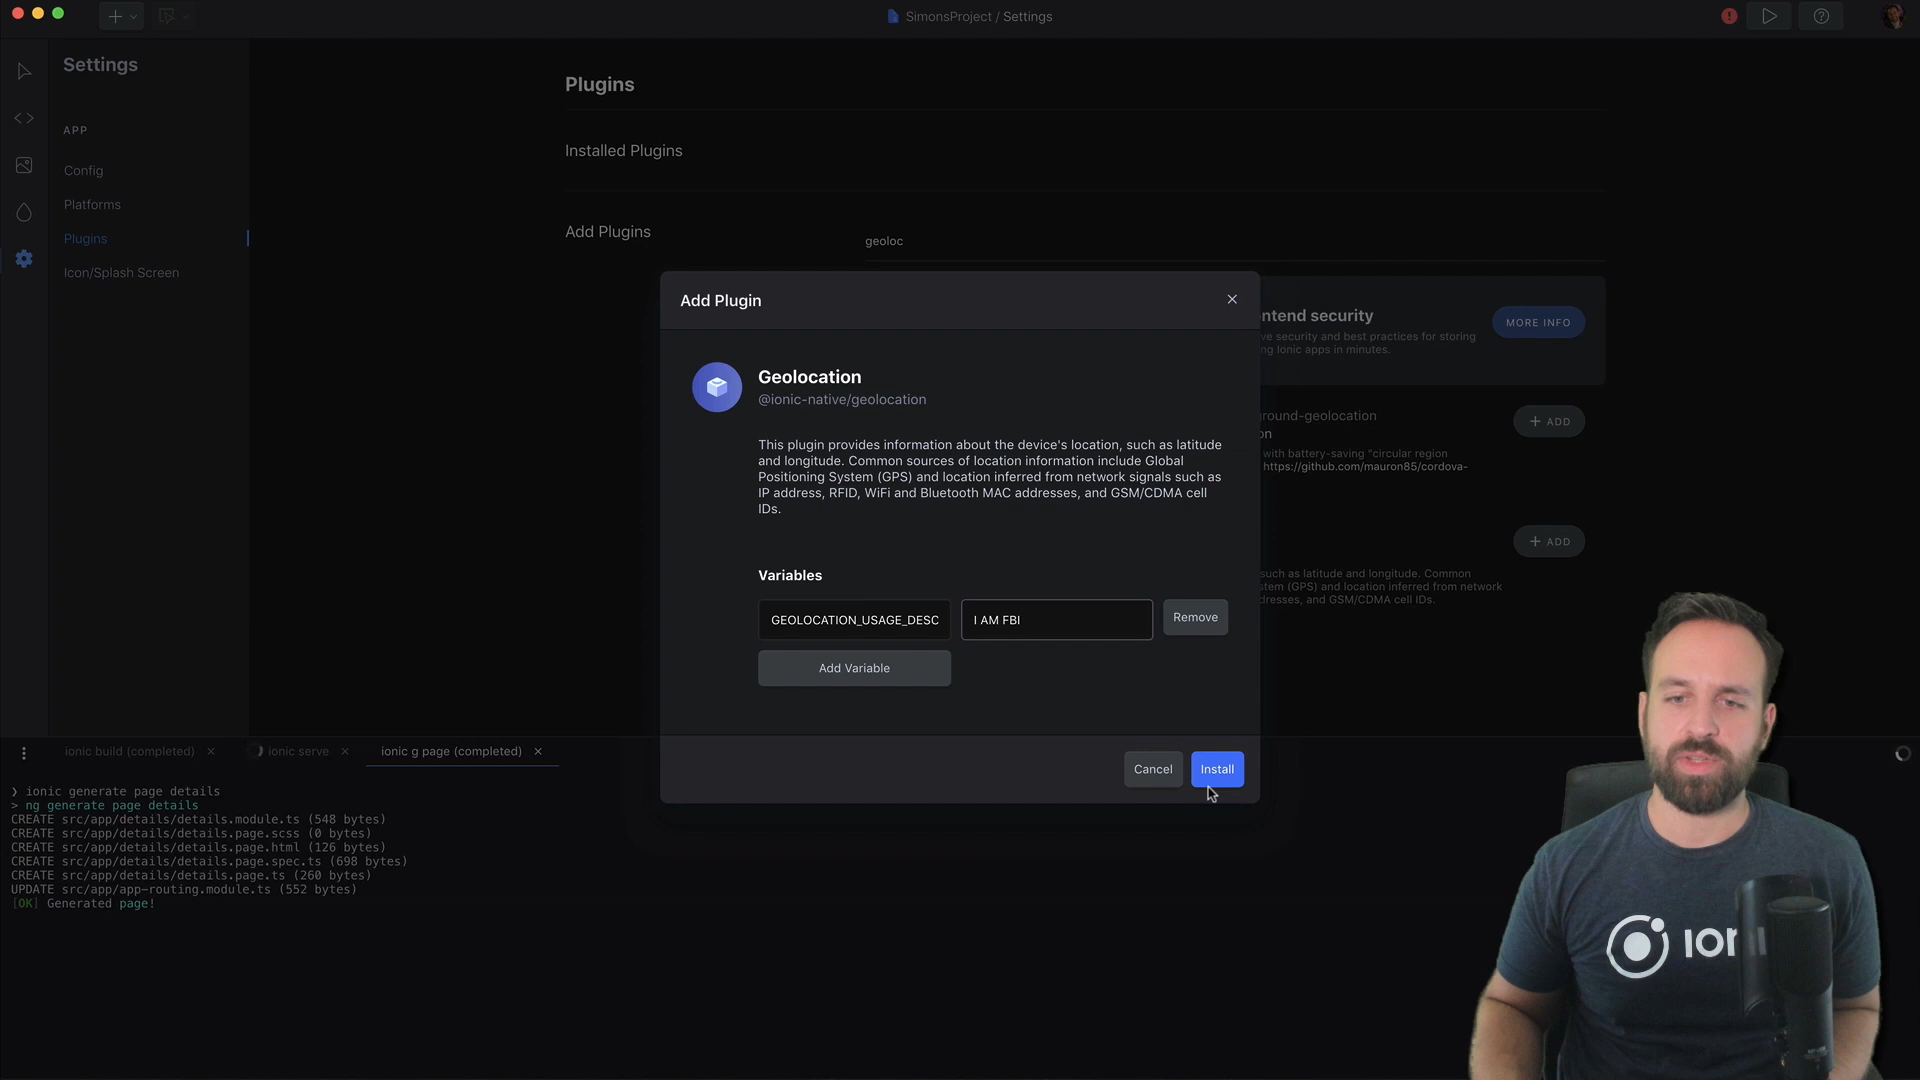 SimonsProject / Settings
Settings
APP
Config
Platforms
Plugins
Icon/Splash Screen
Plugins
Installed Plugins
Add Plugins
geoloc
ntend security
ve security and best practices for storing
ng Ionic apps in minutes.
MORE INFO
round-geolocation
on
with battery-saving "circular region
https://github.com/mauron85/cordova-
+ ADD
+ ADD
such as latitude and longitude. Common
stem (GPS) and location inferred from network
dresses, and GSM/CDMA cell IDs.
Add Plugin
Geolocation
@ionic-native/geolocation
This plugin provides information about the device's location, such as latitude
and longitude. Common sources of location information include Global
Positioning System (GPS) and location inferred from network signals such as
IP address, RFID, WiFi and Bluetooth MAC addresses, and GSM/CDMA cell
IDs.
Variables
GEOLOCATION_USAGE_DESC
I AM FBI
Remove
Add Variable
Cancel
Install
ionic build (completed)
ionic serve
ionic g page (completed)
❯ ionic generate page details
> ng generate page details
CREATE src/app/details/details.module.ts (548 bytes)
CREATE src/app/details/details.page.scss (0 bytes)
CREATE src/app/details/details.page.html (126 bytes)
CREATE src/app/details/details.page.spec.ts (698 bytes)
CREATE src/app/details/details.page.ts (260 bytes)
UPDATE src/app/app-routing.module.ts (552 bytes)
[OK] Generated page!